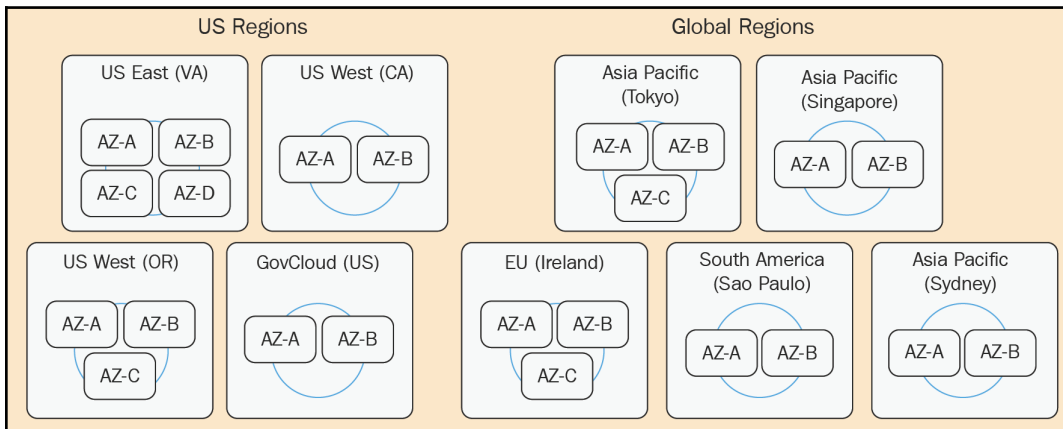 US Regions
Global Regions
US East (VA)
AZ-A
AZ-B
AZ-C
AZ-D
US West (CA)
AZ-A
AZ-B
Asia Pacific
(Tokyo)
AZ-A
AZ-B
AZ-C
Asia Pacific
(Singapore)
AZ-A
AZ-B
US West (OR)
AZ-A
AZ-B
AZ-C
GovCloud (US)
AZ-A
AZ-B
EU (Ireland)
AZ-A
AZ-B
AZ-C
South America
(Sao Paulo)
AZ-A
AZ-B
Asia Pacific
(Sydney)
AZ-A
AZ-B